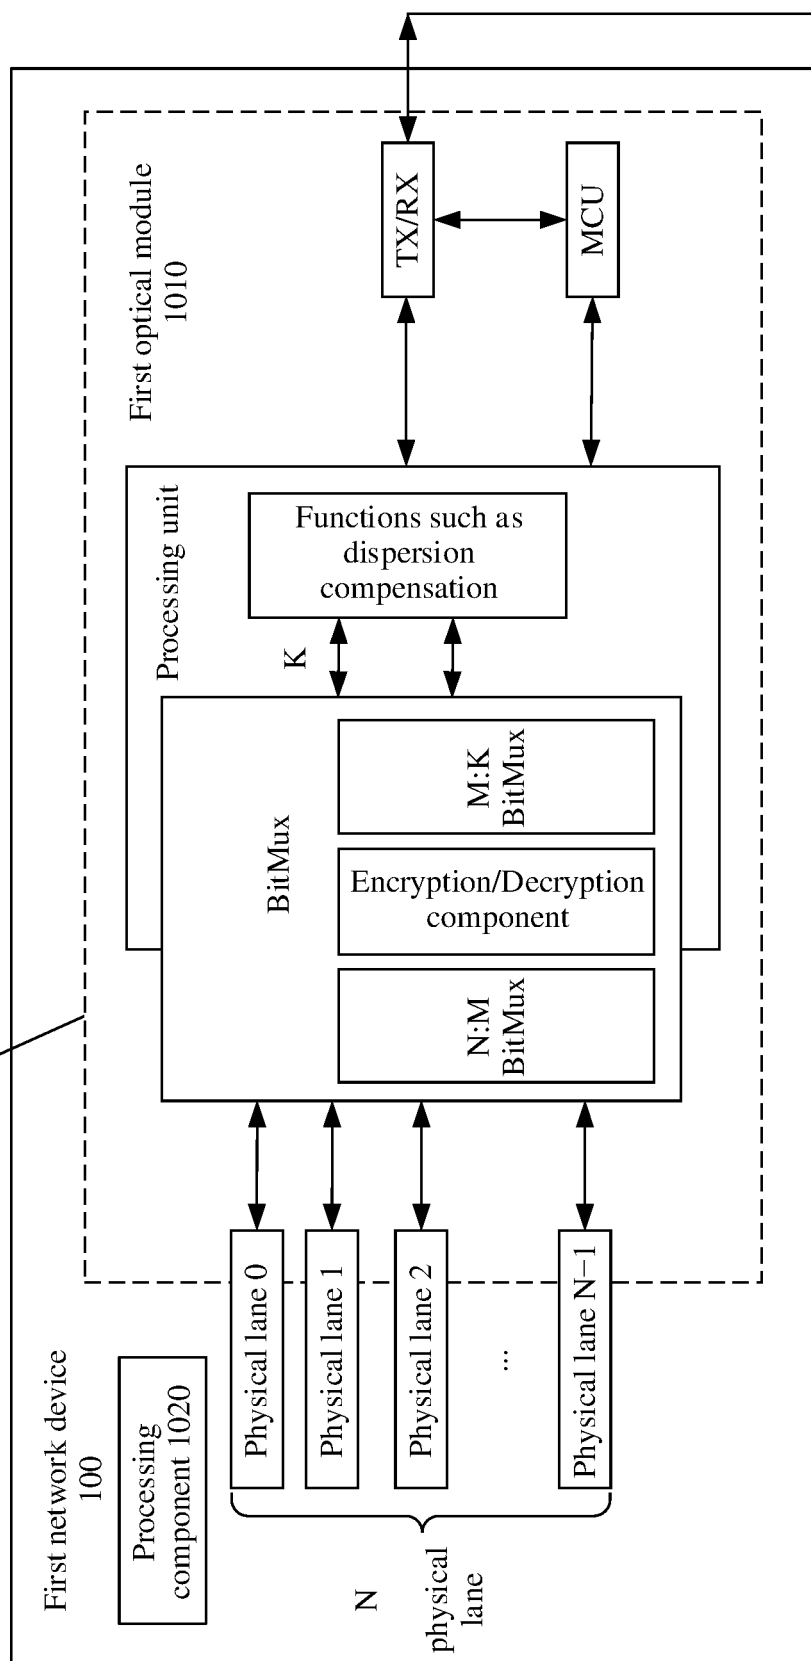 First network device
100
Processing
component 1020
N
physical
lane
Physical lane 0
Physical lane 1
Physical lane 2
...
Physical lane N−1
First optical module
1010
Processing unit
BitMux
N:M
BitMux
Encryption/Decryption
component
M:K
BitMux
K
Functions such as
dispersion
compensation
TX/RX
MCU